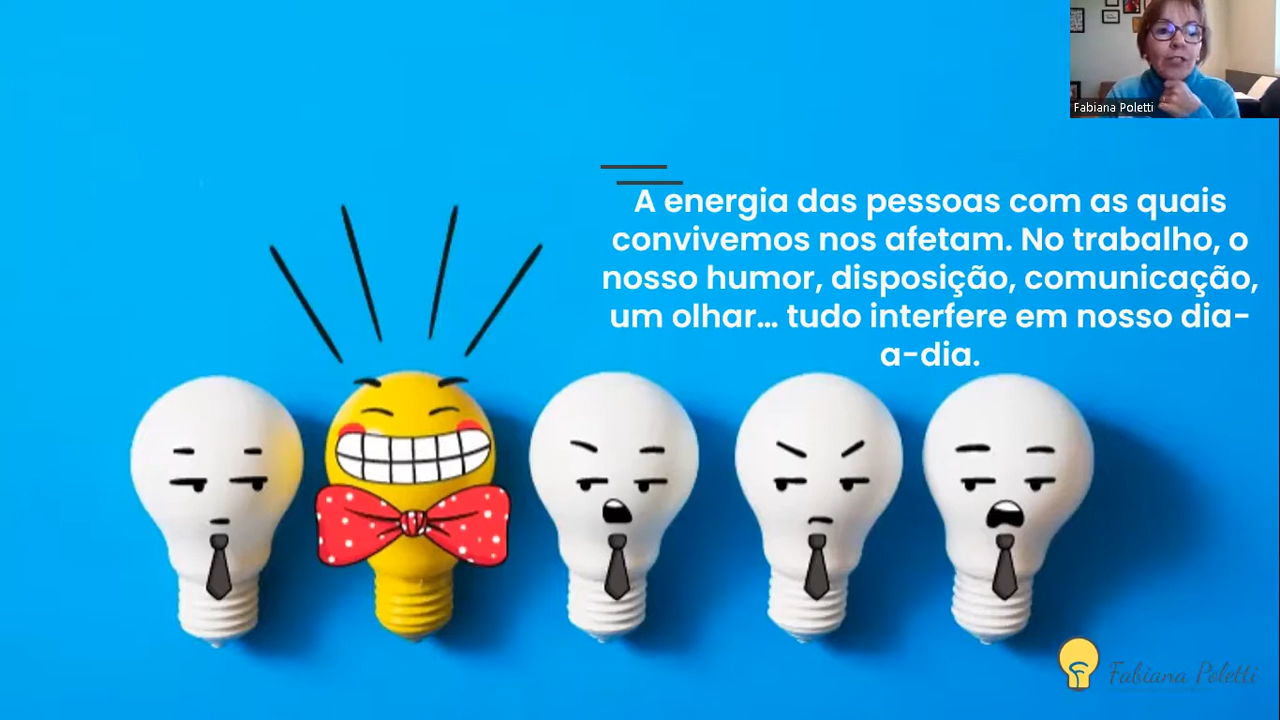 Fabiana Poletti
A energia das pessoas com as quais
convivemos nos afetam. No trabalho, o
nosso humor, disposição, comunicação,
um olhar... tudo interfere em nosso dia-
a-dia.
Fabiana Poletti